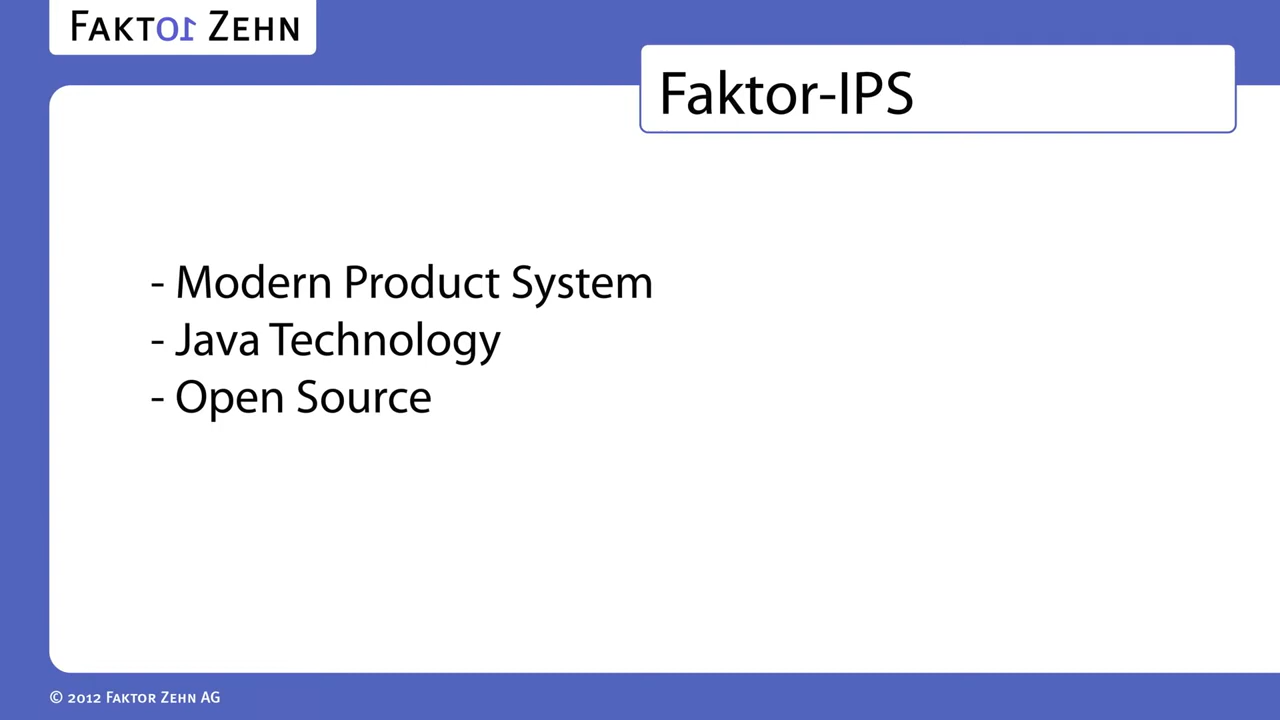 FAKTOR ZEHN
Faktor-IPS
- Modern Product System
- Java Technology
- Open Source
© 2012 FAKTOR ZEHN AG